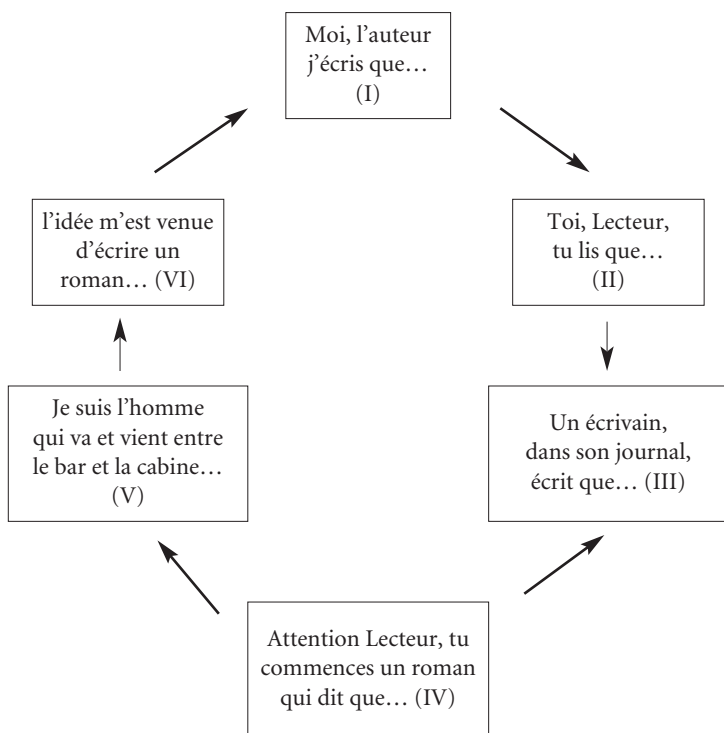 Moi, l'auteur
j'écris que…
(I)
Toi, Lecteur,
tu lis que…
(II)
Un écrivain,
dans son journal,
écrit que… (III)
Attention Lecteur, tu
commences un roman
qui dit que… (IV)
Je suis l'homme
qui va et vient entre
le bar et la cabine…
(V)
l'idée m'est venue
d'écrire un
roman… (VI)